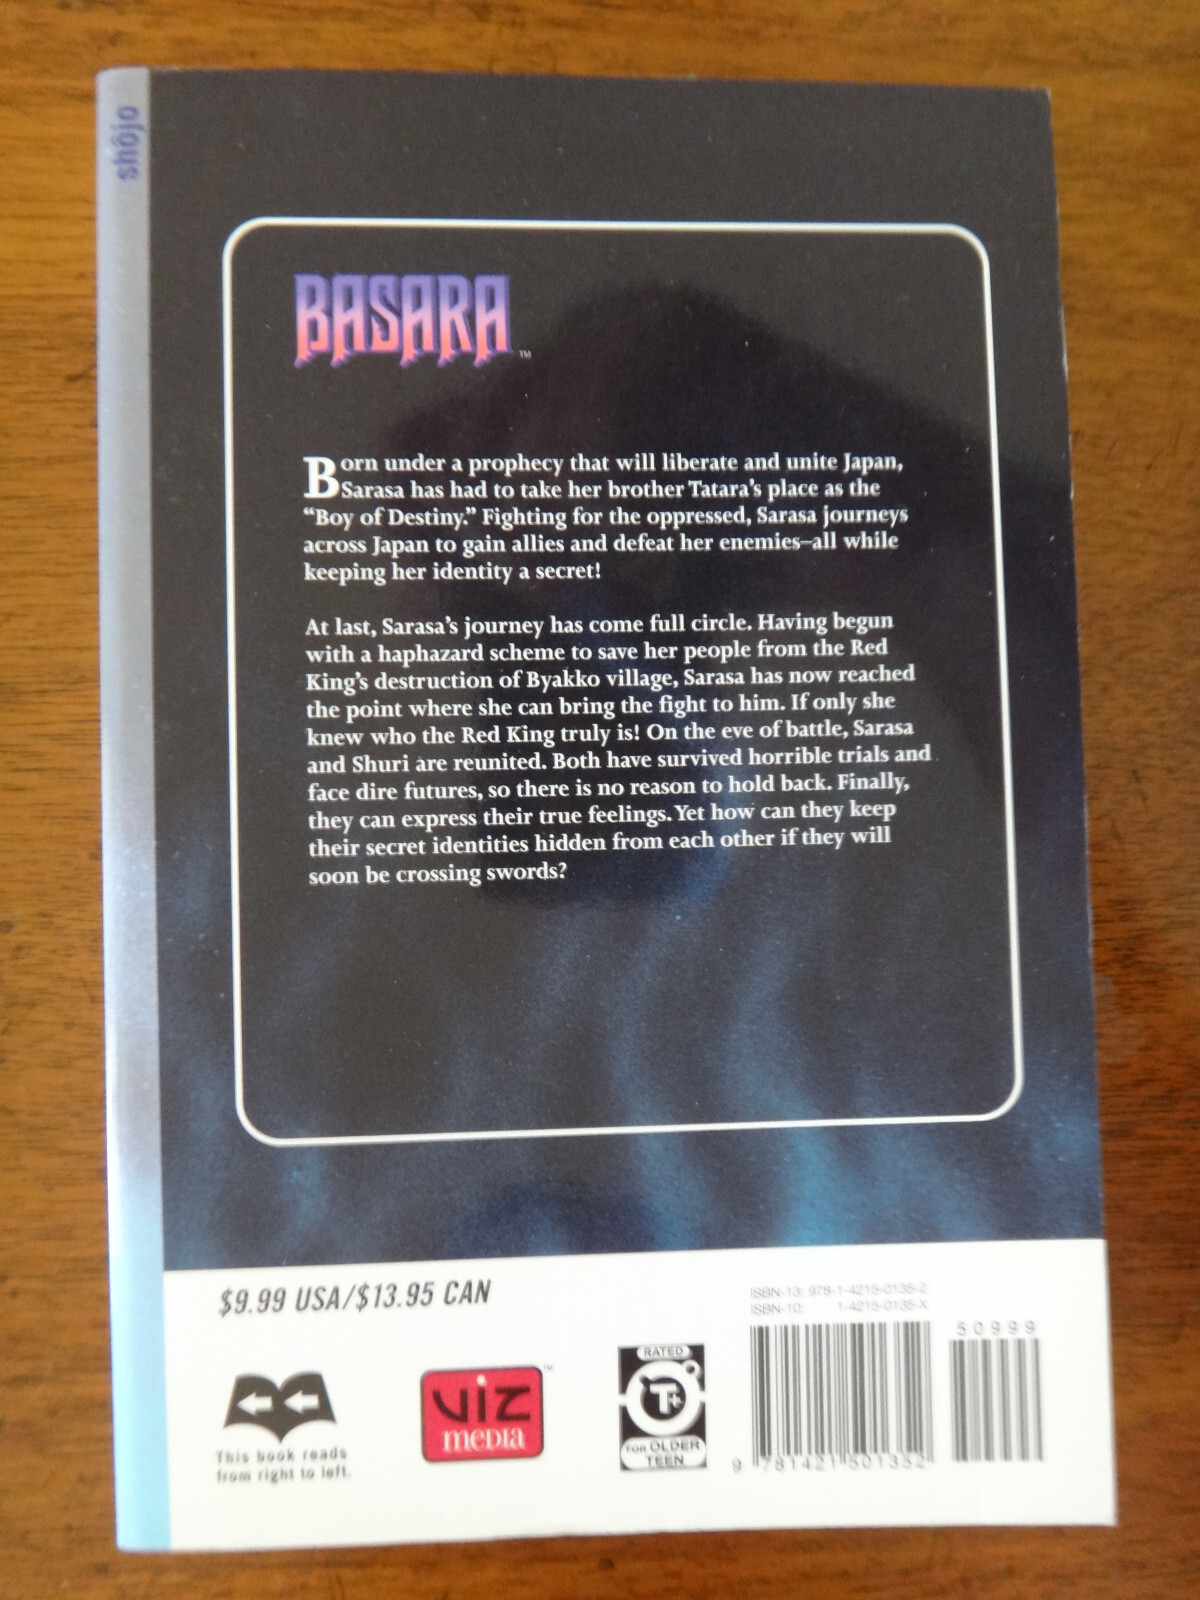 shôjo
BASARA™
Born under a prophecy that will liberate and unite Japan,
Sarasa has had to take her brother Tatara's place as the
“Boy of Destiny.” Fighting for the oppressed, Sarasa journeys
across Japan to gain allies and defeat her enemies–all while
keeping her identity a secret!
At last, Sarasa's journey has come full circle. Having begun
with a haphazard scheme to save her people from the Red
King's destruction of Byakko village, Sarasa has now reached
the point where she can bring the fight to him. If only she
knew who the Red King truly is! On the eve of battle, Sarasa
and Shuri are reunited. Both have survived horrible trials and
face dire futures, so there is no reason to hold back. Finally,
they can express their true feelings. Yet how can they keep
their secret identities hidden from each other if they will
soon be crossing swords?
$9.99 USA/$13.95 CAN
This book reads
from right to left.
VIZ
MEDIA
™
RATED
T+
FOR OLDER
TEEN
ISBN-13: 978-1-4215-0135-2
ISBN-10: 1-4215-0135-X
50999
9 781421 501352